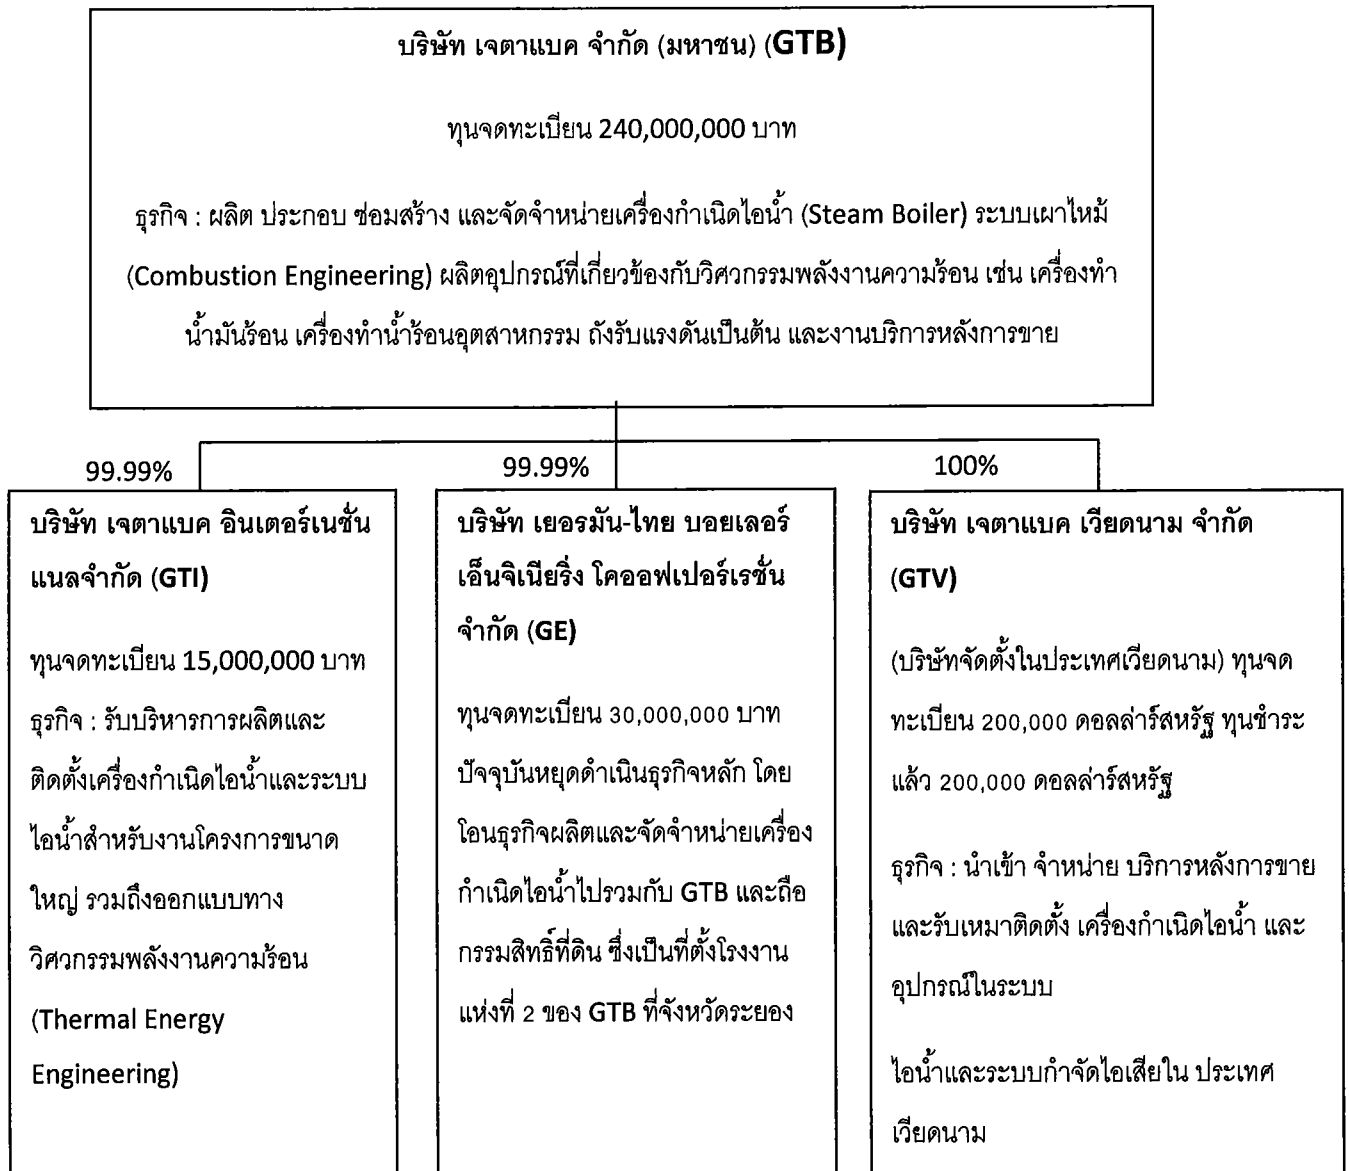 บริษัท เจตาแบค จำกัด (มหาชน) (GTB)
ทุนจดทะเบียน 240,000,000 บาท
ธุรกิจ : ผลิต ประกอบ ซ่อมสร้าง และจัดจำหน่ายเครื่องกำเนิดไอน้ำ (Steam Boiler) ระบบเผาไหม้
(Combustion Engineering) ผลิตอุปกรณ์ที่เกี่ยวข้องกับวิศวกรรมพลังงานความร้อน เช่น เครื่องทำ
น้ำมันร้อน เครื่องทำน้ำร้อนอุตสาหกรรม ถังรับแรงดันเป็นต้น และงานบริการหลังการขาย
99.99%
บริษัท เจตาแบค อินเตอร์เนชั่น
แนลจำกัด (GTI)
ทุนจดทะเบียน 15,000,000 บาท
ธุรกิจ : รับบริหารการผลิตและ
ติดตั้งเครื่องกำเนิดไอน้ำและระบบ
ไอน้ำสำหรับงานโครงการขนาด
ใหญ่ รวมถึงออกแบบทาง
วิศวกรรมพลังงานความร้อน
(Thermal Energy
Engineering)
99.99%
บริษัท เยอรมัน-ไทย บอยเลอร์
เอ็นจิเนียริ่ง โคออฟเปอร์เรชั่น
จำกัด (GE)
ทุนจดทะเบียน 30,000,000 บาท
ปัจจุบันหยุดดำเนินธุรกิจหลัก โดย
โอนธุรกิจผลิตและจัดจำหน่ายเครื่อง
กำเนิดไอน้ำไปรวมกับ GTB และถือ
กรรมสิทธิ์ที่ดิน ซึ่งเป็นที่ตั้งโรงงาน
แห่งที่ 2 ของ GTB ที่จังหวัดระยอง
100%
บริษัท เจตาแบค เวียดนาม จำกัด
(GTV)
(บริษัทจัดตั้งในประเทศเวียดนาม) ทุนจด
ทะเบียน 200,000 ดอลล่าร์สหรัฐ ทุนชำระ
แล้ว 200,000 ดอลล่าร์สหรัฐ
ธุรกิจ : นำเข้า จำหน่าย บริการหลังการขาย
และรับเหมาติดตั้ง เครื่องกำเนิดไอน้ำ และ
อุปกรณ์ในระบบ
ไอน้ำและระบบกำจัดไอเสียใน ประเทศ
เวียดนาม